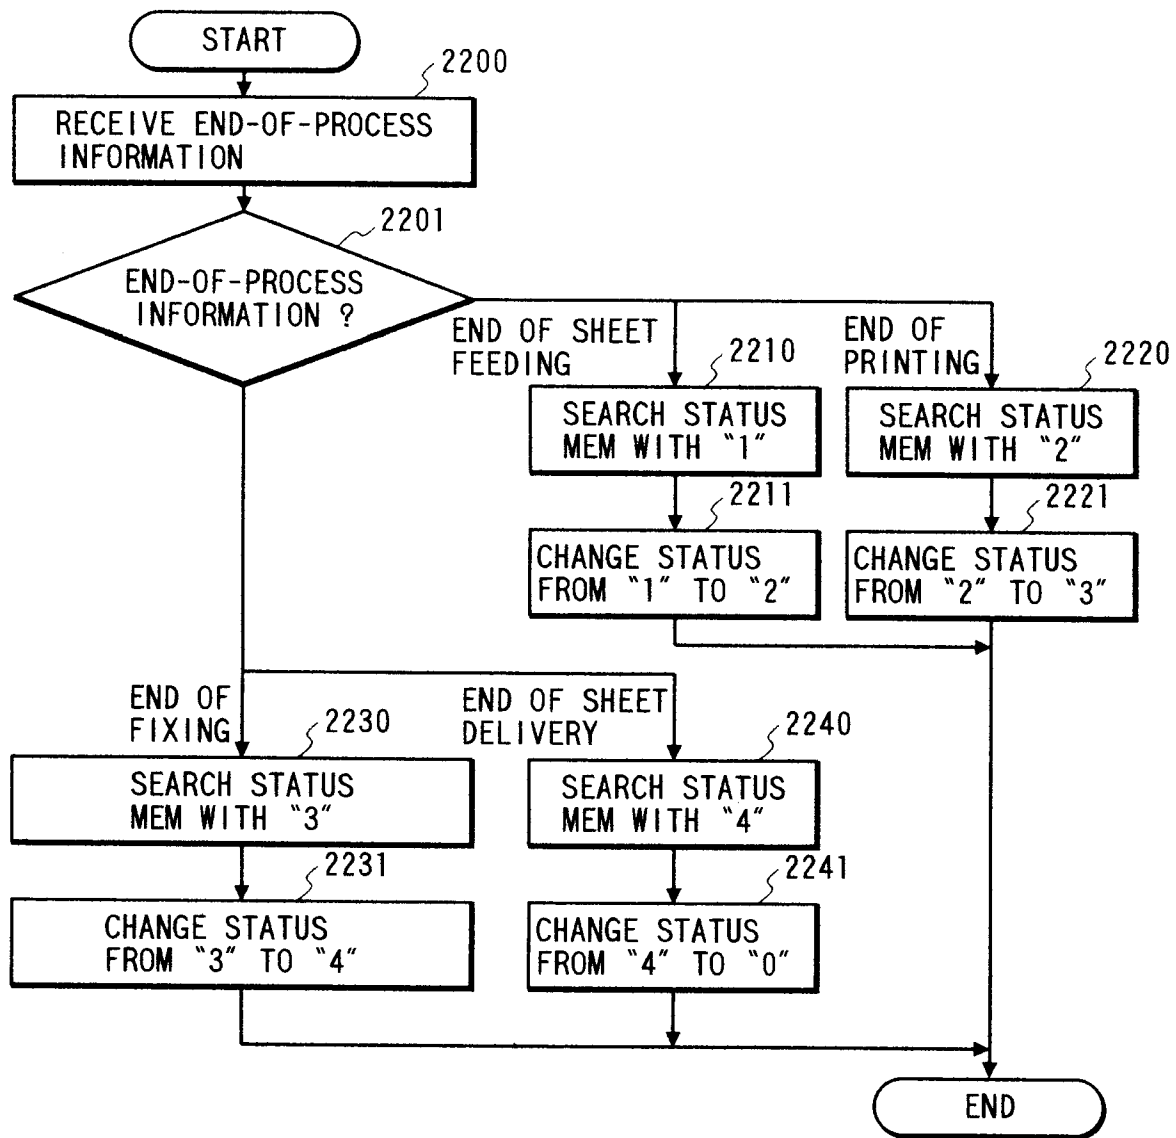 START
2200
RECEIVE END-OF-PROCESS
INFORMATION
2201
END-OF-PROCESS
INFORMATION ?
END OF SHEET
FEEDING
2210
SEARCH STATUS
MEM WITH "1"
2211
CHANGE STATUS
FROM "1" TO "2"
END OF
PRINTING
2220
SEARCH STATUS
MEM WITH "2"
2221
CHANGE STATUS
FROM "2" TO "3"
END OF
FIXING
2230
SEARCH STATUS
MEM WITH "3"
2231
CHANGE STATUS
FROM "3" TO "4"
END OF SHEET
DELIVERY
2240
SEARCH STATUS
MEM WITH "4"
2241
CHANGE STATUS
FROM "4" TO "0"
END